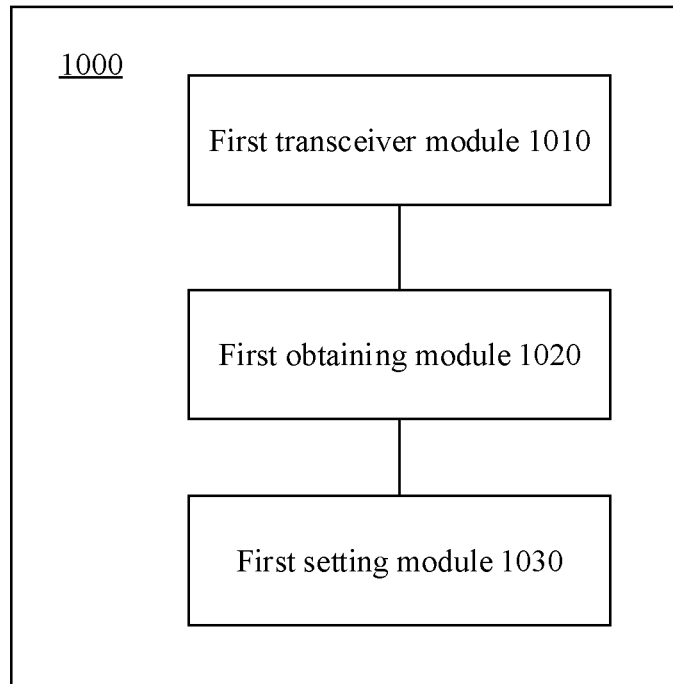 1000
First transceiver module 1010
First obtaining module 1020
First setting module 1030